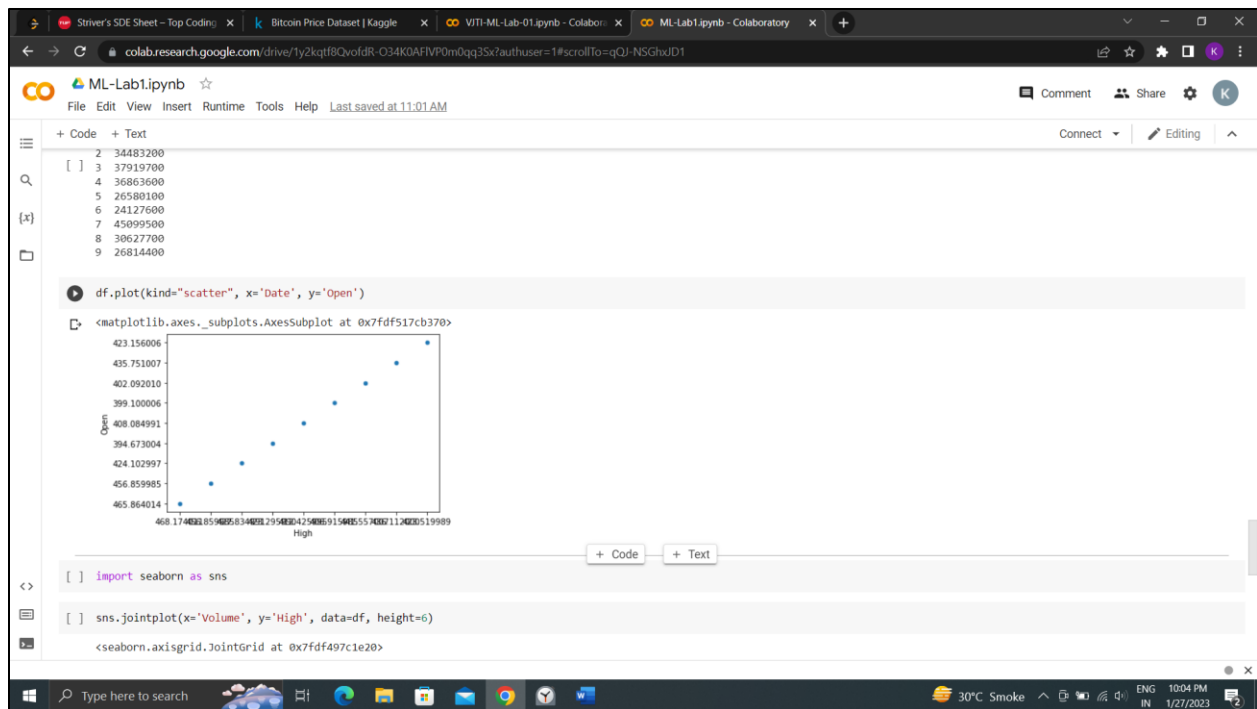 Striver's SDE Sheet – Top Coding
Bitcoin Price Dataset | Kaggle
VJTI-ML-Lab-01.ipynb - Colabora
ML-Lab1.ipynb - Colaboratory
colab.research.google.com/drive/1y2kqtf8QvofdR-O34K0AFlVP0m0qq3Sx?authuser=1#scrollTo=qQJ-NSGhxJD1
K
ML-Lab1.ipynb
File Edit View Insert Runtime Tools Help Last saved at 11:01 AM
Comment Share K
+ Code + Text
Connect Editing
2 34483200
[ ] 3 37919700
4 36863600
5 26580100
6 24127600
{x} 7 45099500
8 30627700
9 26814400
df.plot(kind="scatter", x='Date', y='Open')
<matplotlib.axes._subplots.AxesSubplot at 0x7fdf517cb370>
423.156006
435.751007
402.092010
399.100006
408.084991
394.673004
424.102997
456.859985
465.864014
Open
High
+ Code + Text
[ ] import seaborn as sns
[ ] sns.jointplot(x='Volume', y='High', data=df, height=6)
<seaborn.axisgrid.JointGrid at 0x7fdf497c1e20>
Type here to search
30°C Smoke
ENG
IN
10:04 PM
1/27/2023
2